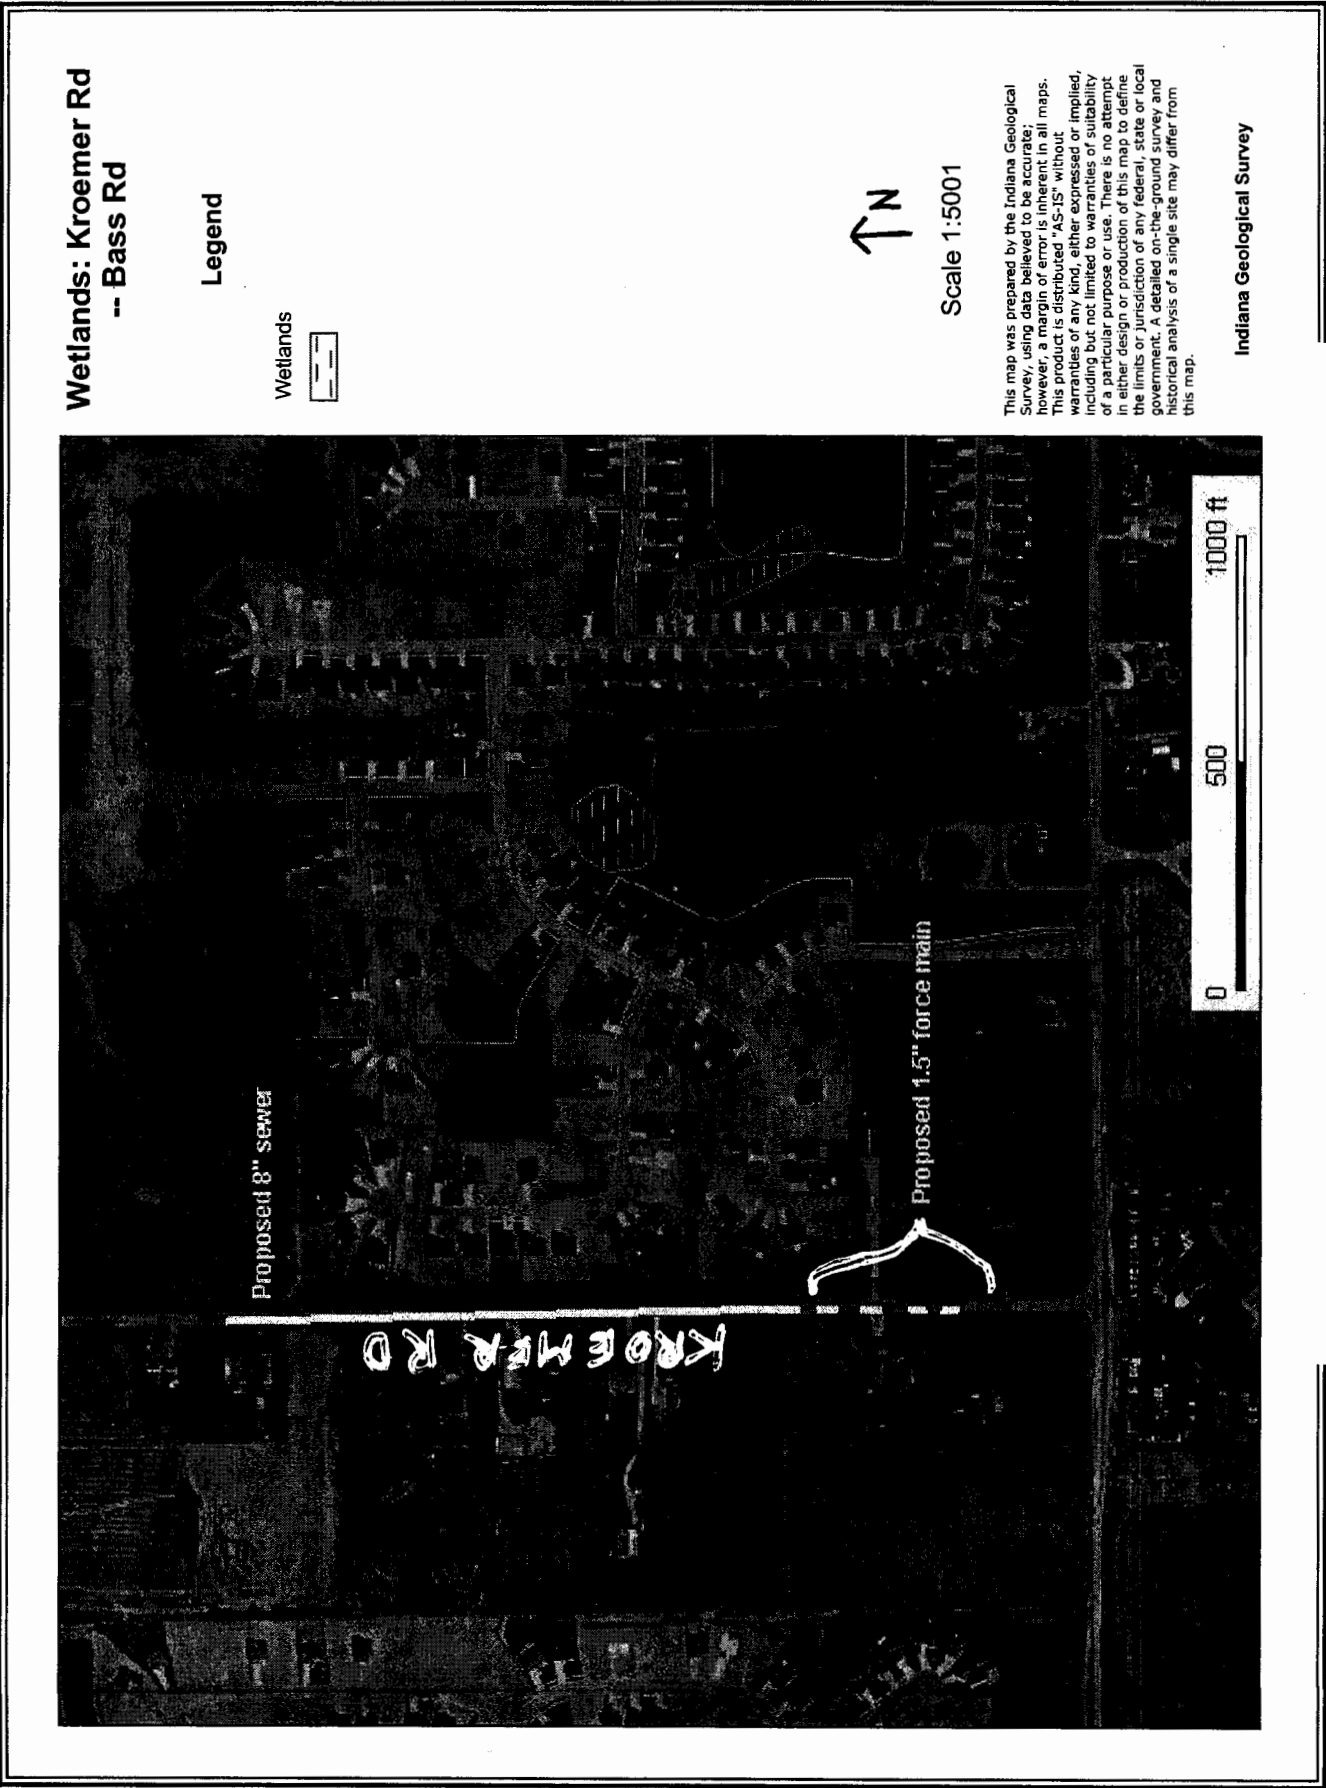 Wetlands: Kroemer Rd
-- Bass Rd
Legend
Wetlands
N
Scale 1:5001
This map was prepared by the Indiana Geological
Survey, using data believed to be accurate;
however, a margin of error is inherent in all maps.
This product is distributed "AS-IS" without
warranties of any kind, either expressed or implied,
including but not limited to warranties of suitability
of a particular purpose or use. There is no attempt
in either design or production of this map to define
the limits or jurisdiction of any federal, state or local
government. A detailed on-the-ground survey and
historical analysis of a single site may differ from
this map.
Indiana Geological Survey
Proposed 8" sewer
KROEMER RD
Proposed 1.5" force main
0 500 1000 ft